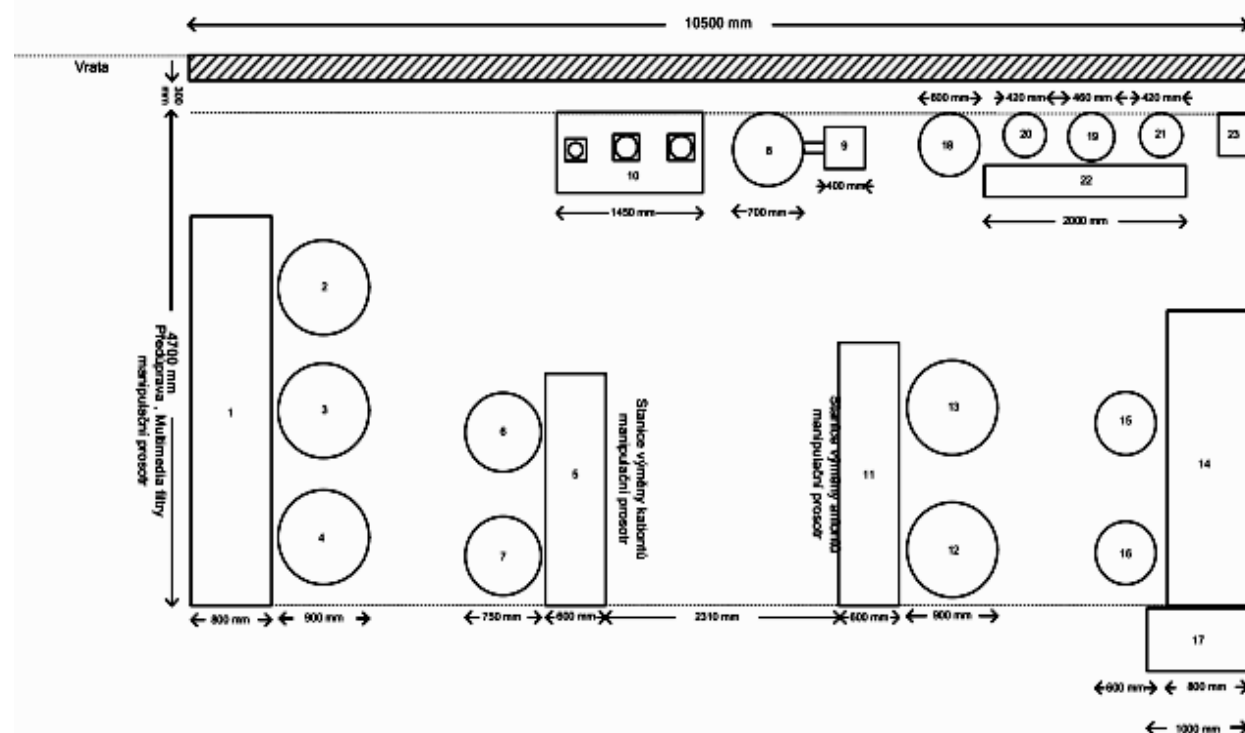 10500 mm
Vrata
300 mm
600 mm
420 mm
460 mm
420 mm
8
9
18
20
19
21
23
10
22
400 mm
1450 mm
700 mm
2000 mm
2
4700 mm
Předúprava , Multimedia filtry
manipulační prosotr
1
3
13
15
6
5
Stanice výměny kationtů
manipulační prosotr
Stanice výměny aniontů
manipulační prosotr
11
14
4
7
12
16
800 mm
900 mm
750 mm
600 mm
2310 mm
600 mm
900 mm
17
600 mm
800 mm
1000 mm